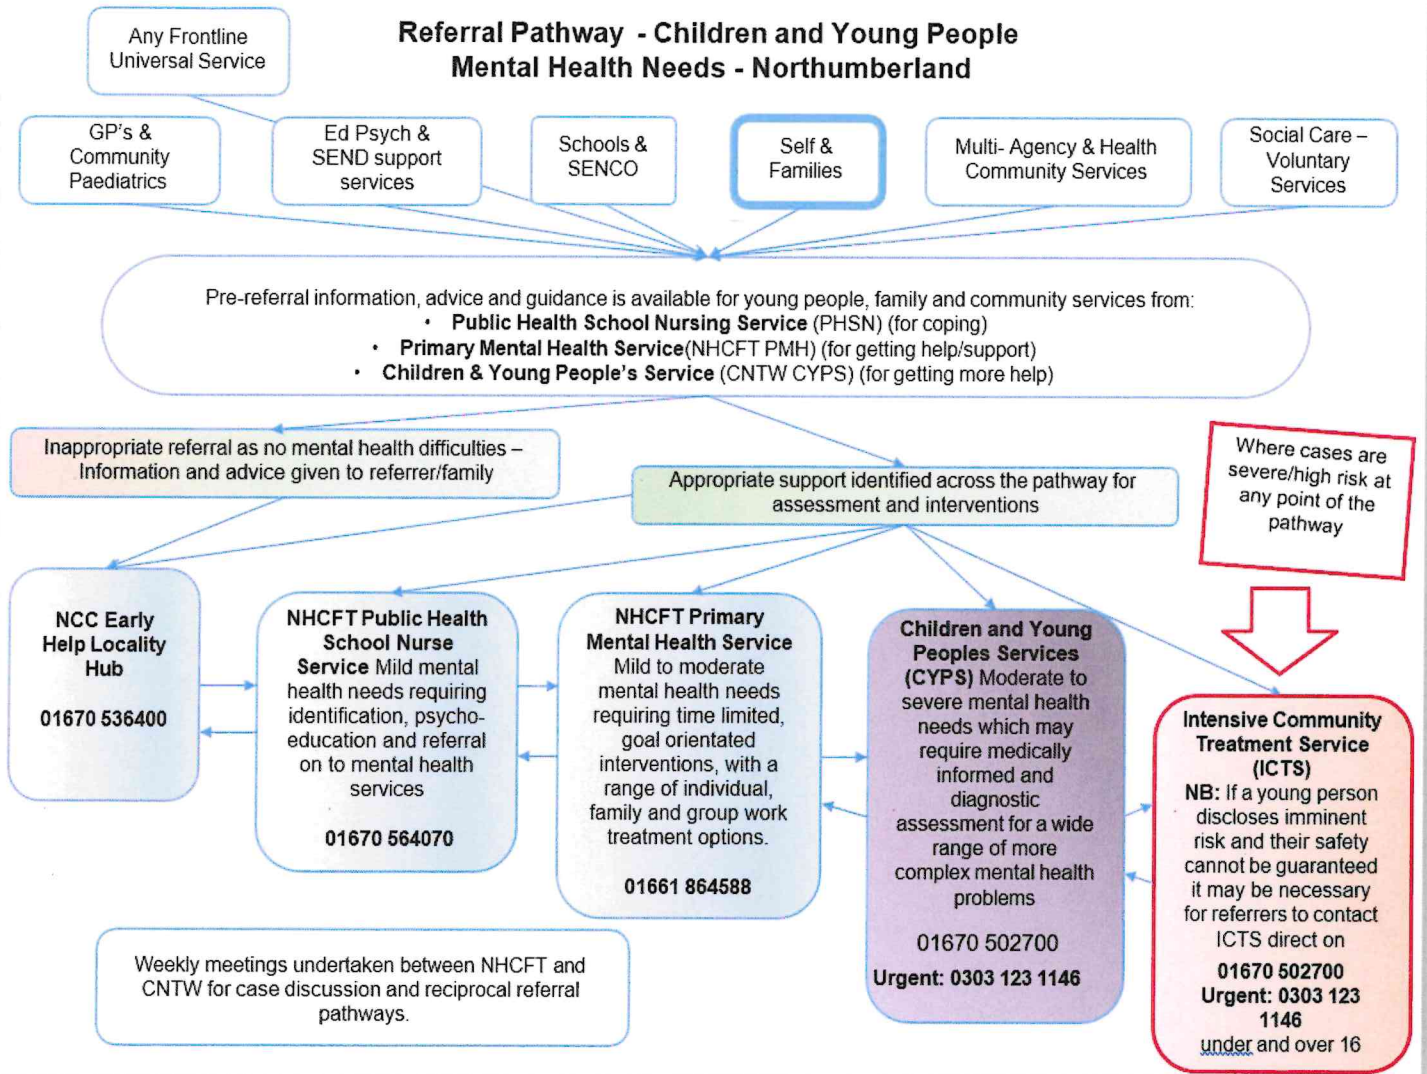 Referral Pathway - Children and Young People
Mental Health Needs - Northumberland
Any Frontline
Universal Service
GP's &
Community
Paediatrics
Ed Psych &
SEND support
services
Schools &
SENCO
Self &
Families
Multi- Agency & Health
Community Services
Social Care –
Voluntary
Services
Pre-referral information, advice and guidance is available for young people, family and community services from:
• Public Health School Nursing Service (PHSN) (for coping)
• Primary Mental Health Service(NHCFT PMH) (for getting help/support)
• Children & Young People's Service (CNTW CYPS) (for getting more help)
Inappropriate referral as no mental health difficulties –
Information and advice given to referrer/family
Appropriate support identified across the pathway for
assessment and interventions
Where cases are
severe/high risk at
any point of the
pathway
NCC Early
Help Locality
Hub
01670 536400
NHCFT Public Health
School Nurse
Service Mild mental
health needs requiring
identification, psycho-
education and referral
on to mental health
services
01670 564070
NHCFT Primary
Mental Health Service
Mild to moderate
mental health needs
requiring time limited,
goal orientated
interventions, with a
range of individual,
family and group work
treatment options.
01661 864588
Children and Young
Peoples Services
(CYPS) Moderate to
severe mental health
needs which may
require medically
informed and
diagnostic
assessment for a wide
range of more
complex mental health
problems
01670 502700
Urgent: 0303 123 1146
Intensive Community
Treatment Service
(ICTS)
NB: If a young person
discloses imminent
risk and their safety
cannot be guaranteed
it may be necessary
for referrers to contact
ICTS direct on
01670 502700
Urgent: 0303 123
1146
under and over 16
Weekly meetings undertaken between NHCFT and
CNTW for case discussion and reciprocal referral
pathways.